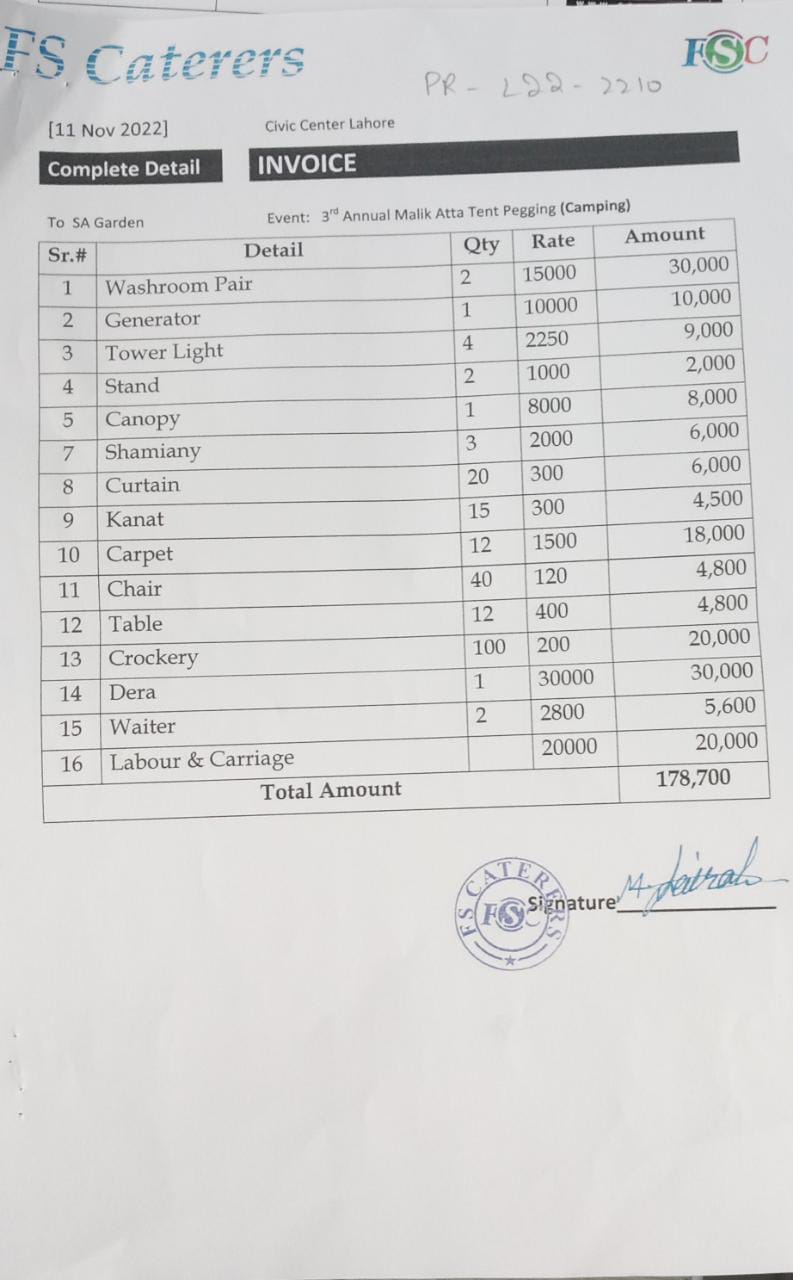 FS Caterers
FSC
PR - L22 - 2210
[11 Nov 2022] Civic Center Lahore
Complete Detail INVOICE
To SA Garden Event: 3rd Annual Malik Atta Tent Pegging (Camping)
Sr.# Detail Qty Rate Amount
1 Washroom Pair 2 15000 30,000
2 Generator 1 10000 10,000
3 Tower Light 4 2250 9,000
4 Stand 2 1000 2,000
5 Canopy 1 8000 8,000
7 Shamiany 3 2000 6,000
8 Curtain 20 300 6,000
9 Kanat 15 300 4,500
10 Carpet 12 1500 18,000
11 Chair 40 120 4,800
12 Table 12 400 4,800
13 Crockery 100 200 20,000
14 Dera 1 30000 30,000
15 Waiter 2 2800 5,600
16 Labour & Carriage 20000 20,000
Total Amount 178,700
FS CATERERS
FSC
Signature